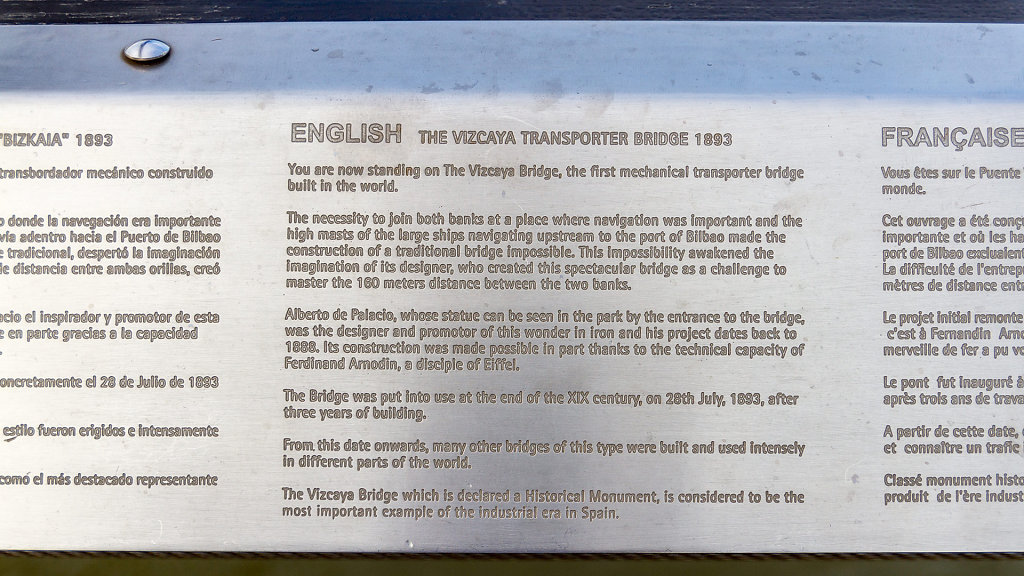 "BIZKAIA" 1893
transbordador mecánico construido
donde la navegación era importante
vía adentro hacia el Puerto de Bilbao
tradicional, despertó la imaginación
de distancia entre ambas orillas, creó
el inspirador y promotor de esta
en parte gracias a la capacidad
el 28 de Julio de 1893
estilo fueron erigidos e intensamente
comó el más destacado representante
ENGLISH THE VIZCAYA TRANSPORTER BRIDGE 1893
You are now standing on The Vizcaya Bridge, the first mechanical transporter bridge
built in the world.
The necessity to join both banks at a place where navigation was important and the
high masts of the large ships navigating upstream to the port of Bilbao made the
construction of a traditional bridge impossible. This impossibility awakened the
imagination of its designer, who created this spectacular bridge as a challenge to
master the 160 meters distance between the two banks.
Alberto de Palacio, whose statue can be seen in the park by the entrance to the bridge,
was the designer and promotor of this wonder in iron and his project dates back to
1888. Its construction was made possible in part thanks to the technical capacity of
Ferdinand Arnodin, a disciple of Eiffel.
The Bridge was put into use at the end of the XIX century, on 28th July, 1893, after
three years of building.
From this date onwards, many other bridges of this type were built and used intensely
in different parts of the world.
The Vizcaya Bridge which is declared a Historical Monument, is considered to be the
most important example of the industrial era in Spain.
FRANÇAISE
Vous êtes sur le Puente
monde.
Cet ouvrage a été
importante et où les
port de Bilbao
La difficulté de
mètres de distance
Le projet initial remonte
c'est à Fernandin
merveille de fer a pu
Le pont fut inauguré à
après trois ans de
A partir de cette date,
et connaître un trafic
Classé monument
produit de l'ère